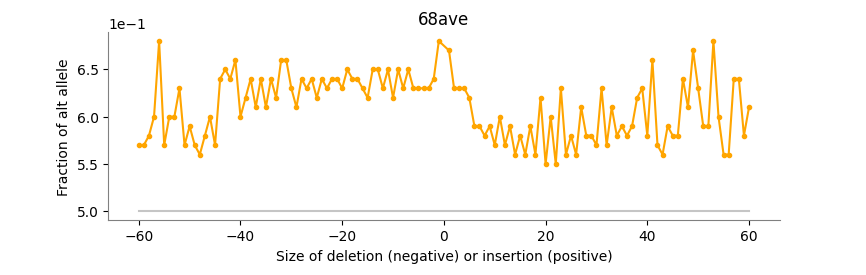 68ave
1e−1
6.5
6.0
5.5
5.0
Fraction of alt allele
−60 −40 −20 0 20 40 60
Size of deletion (negative) or insertion (positive)